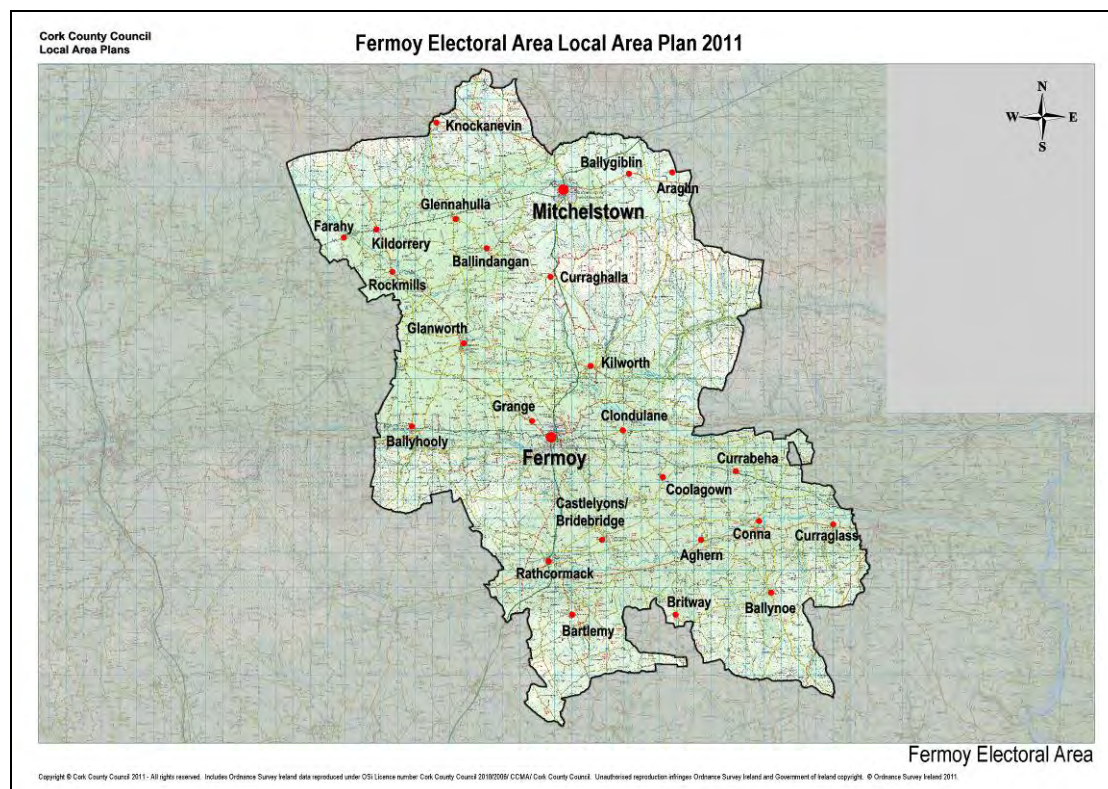 Cork County Council
Local Area Plans
Fermoy Electoral Area Local Area Plan 2011
N
W E
S
Knockanevin
Ballygiblin
Araglin
Mitchelstown
Glennahulla
Farahy
Kildorrery
Ballindangan
Rockmills
Curraghalla
Glanworth
Kilworth
Grange
Clondulane
Ballyhooly
Fermoy
Currabeha
Coolagown
Castlelyons/
Bridebridge
Conna
Curraglass
Aghern
Rathcormack
Britway
Ballynoe
Bartlemy
Fermoy Electoral Area
Copyright © Cork County Council 2011 - All rights reserved. Includes Ordnance Survey Ireland data reproduced under OSi Licence number Cork County Council / CCMA/ Cork County Council. Unauthorised reproduction infringes Ordnance Survey Ireland and Government of Ireland copyright. © Ordnance Survey Ireland 2011.